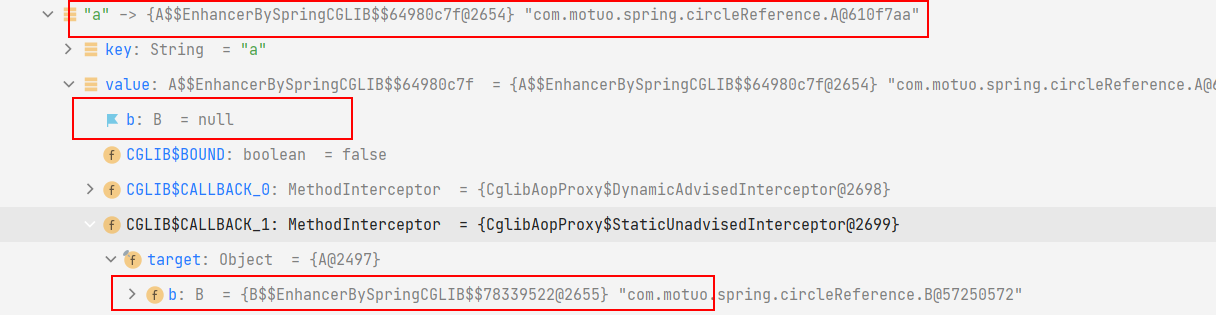 "a" -> {A$$EnhancerBySpringCGLIB$$64980c7f@2654} "com.motuo.spring.circleReference.A@610f7aa"
key: String = "a"
value: A$$EnhancerBySpringCGLIB$$64980c7f = {A$$EnhancerBySpringCGLIB$$64980c7f@2654} "com.motuo.spring.circleReference.A@6
b: B = null
f CGLIB$BOUND: boolean = false
f CGLIB$CALLBACK_0: MethodInterceptor = {CglibAopProxy$DynamicAdvisedInterceptor@2698}
f CGLIB$CALLBACK_1: MethodInterceptor = {CglibAopProxy$StaticUnadvisedInterceptor@2699}
f target: Object = {A@2497}
f b: B = {B$$EnhancerBySpringCGLIB$$78339522@2655} "com.motuo.spring.circleReference.B@57250572"